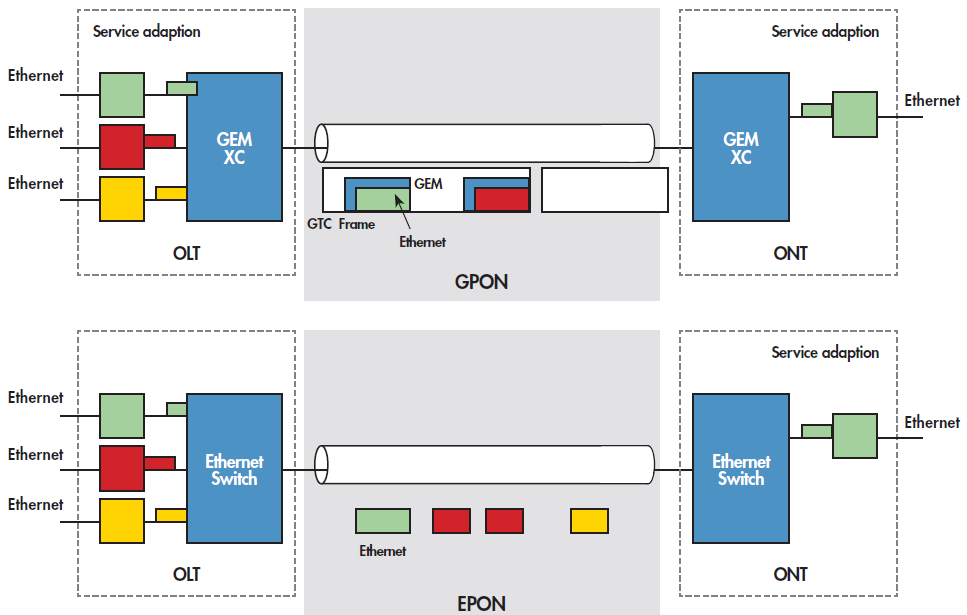 Service adaption
Service adaption
Ethernet
Ethernet
Ethernet
Ethernet
GEM
XC
GEM
XC
GEM
GTC Frame
Ethernet
OLT
ONT
GPON
Service adaption
Ethernet
Ethernet
Ethernet
Ethernet
Ethernet
Switch
Ethernet
Switch
Ethernet
OLT
ONT
EPON